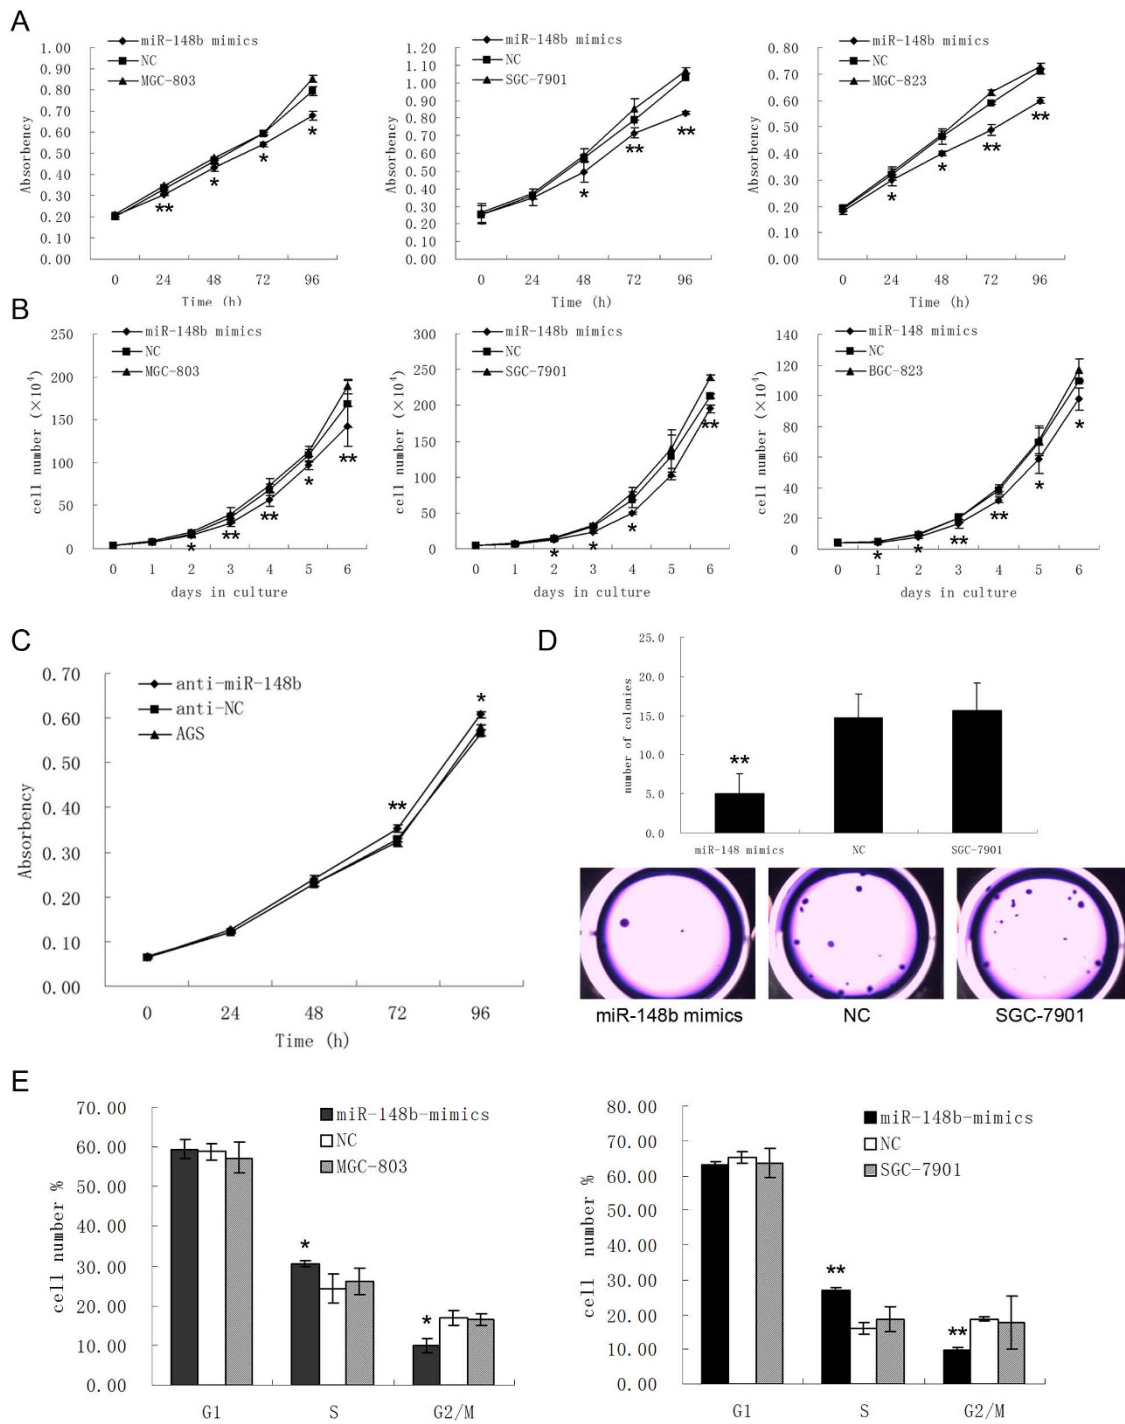 A
miR-148b mimics
NC
MGC-803
1.00
0.90
0.80
0.70
0.60
0.50
0.40
0.30
0.20
0.10
0.00
Absorbency
**
*
*
*
0 24 48 72 96
Time (h)
miR-148b mimics
NC
SGC-7901
1.20
1.10
1.00
0.90
0.80
0.70
0.60
0.50
0.40
0.30
0.20
0.10
0.00
Absorbency
*
**
**
0 24 48 72 96
Time (h)
miR-148b mimics
NC
MGC-823
0.80
0.70
0.60
0.50
0.40
0.30
0.20
0.10
0.00
Absorbency
*
*
**
**
0 24 48 72 96
Time (h)
B
miR-148b mimics
NC
MGC-803
250
200
150
100
50
0
cell number (×10⁴)
*
**
**
*
**
0 1 2 3 4 5 6
days in culture
miR-148b mimics
NC
SGC-7901
300
250
200
150
100
50
0
cell number (×10⁴)
*
*
*
**
0 1 2 3 4 5 6
days in culture
miR-148 mimics
NC
BGC-823
140
120
100
80
60
40
20
0
cell number (×10⁴)
*
*
**
**
*
*
0 1 2 3 4 5 6
days in culture
C
anti-miR-148b
anti-NC
AGS
0.70
0.60
0.50
0.40
0.30
0.20
0.10
0.00
Absorbency
**
*
0 24 48 72 96
Time (h)
D
25.0
20.0
15.0
10.0
5.0
0.0
number of colonies
**
miR-148 mimics NC SGC-7901
miR-148b mimics NC SGC-7901
E
miR-148b-mimics
NC
MGC-803
70.00
60.00
50.00
40.00
30.00
20.00
10.00
0.00
cell number %
*
*
G1 S G2/M
miR-148b-mimics
NC
SGC-7901
80.00
70.00
60.00
50.00
40.00
30.00
20.00
10.00
0.00
cell number %
**
**
G1 S G2/M